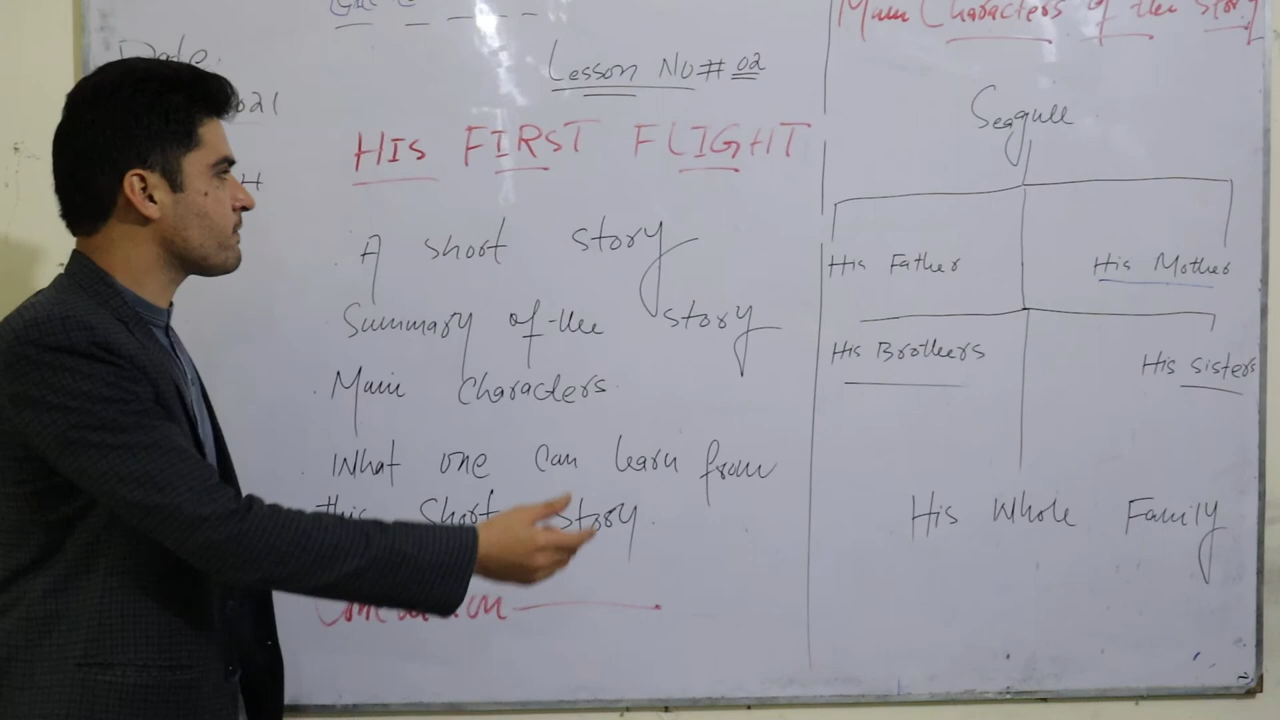 Date
Lesson No# 02
HIS FIRST FLIGHT
A short story
Summary of the story
Main Characters
What one can learn from
this short story.
Main Characters of the Story
Seagull
His Father
His Mother
His Brothers
His Sisters
His Whole Family